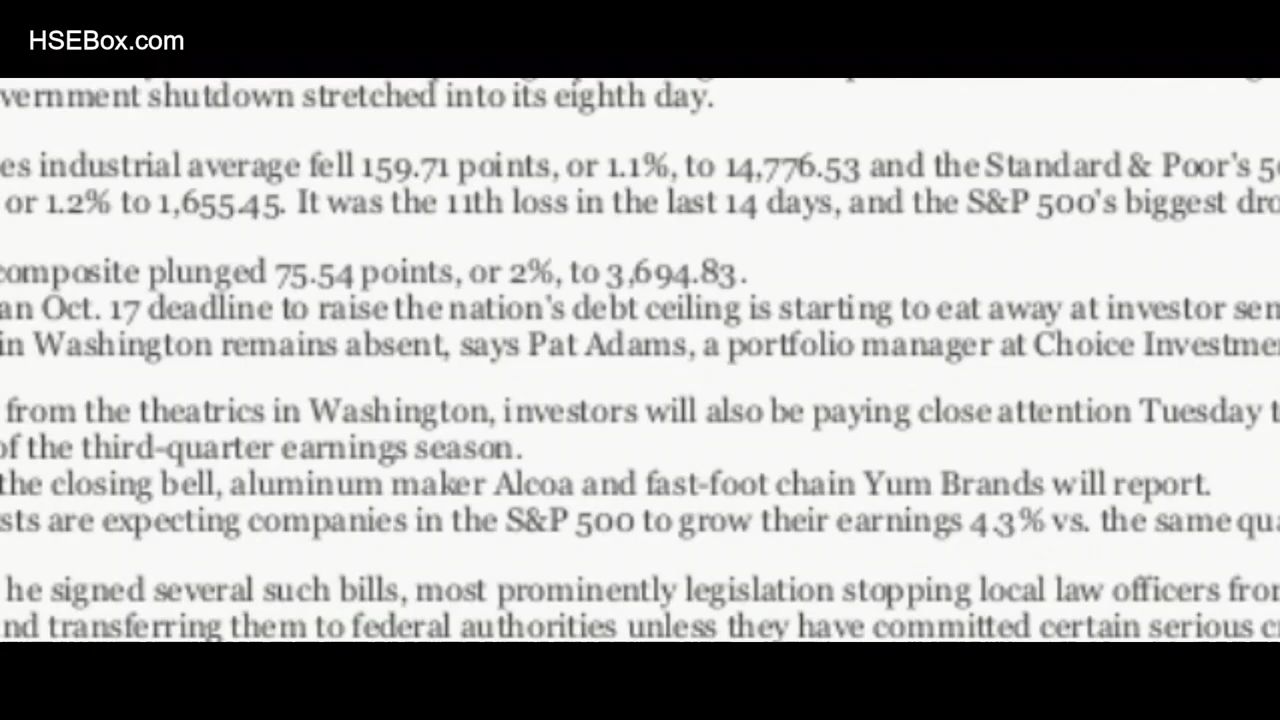 HSEBox.com
vernment shutdown stretched into its eighth day.
es industrial average fell 159.71 points, or 1.1%, to 14,776.53 and the Standard & Poor's 50
or 1.2% to 1,655.45. It was the 11th loss in the last 14 days, and the S&P 500's biggest dro
composite plunged 75.54 points, or 2%, to 3,694.83.
an Oct. 17 deadline to raise the nation's debt ceiling is starting to eat away at investor sen
in Washington remains absent, says Pat Adams, a portfolio manager at Choice Investme
from the theatrics in Washington, investors will also be paying close attention Tuesday t
of the third-quarter earnings season.
the closing bell, aluminum maker Alcoa and fast-foot chain Yum Brands will report.
sts are expecting companies in the S&P 500 to grow their earnings 4.3% vs. the same qua
he signed several such bills, most prominently legislation stopping local law officers from
nd transferring them to federal authorities unless they have committed certain serious cr